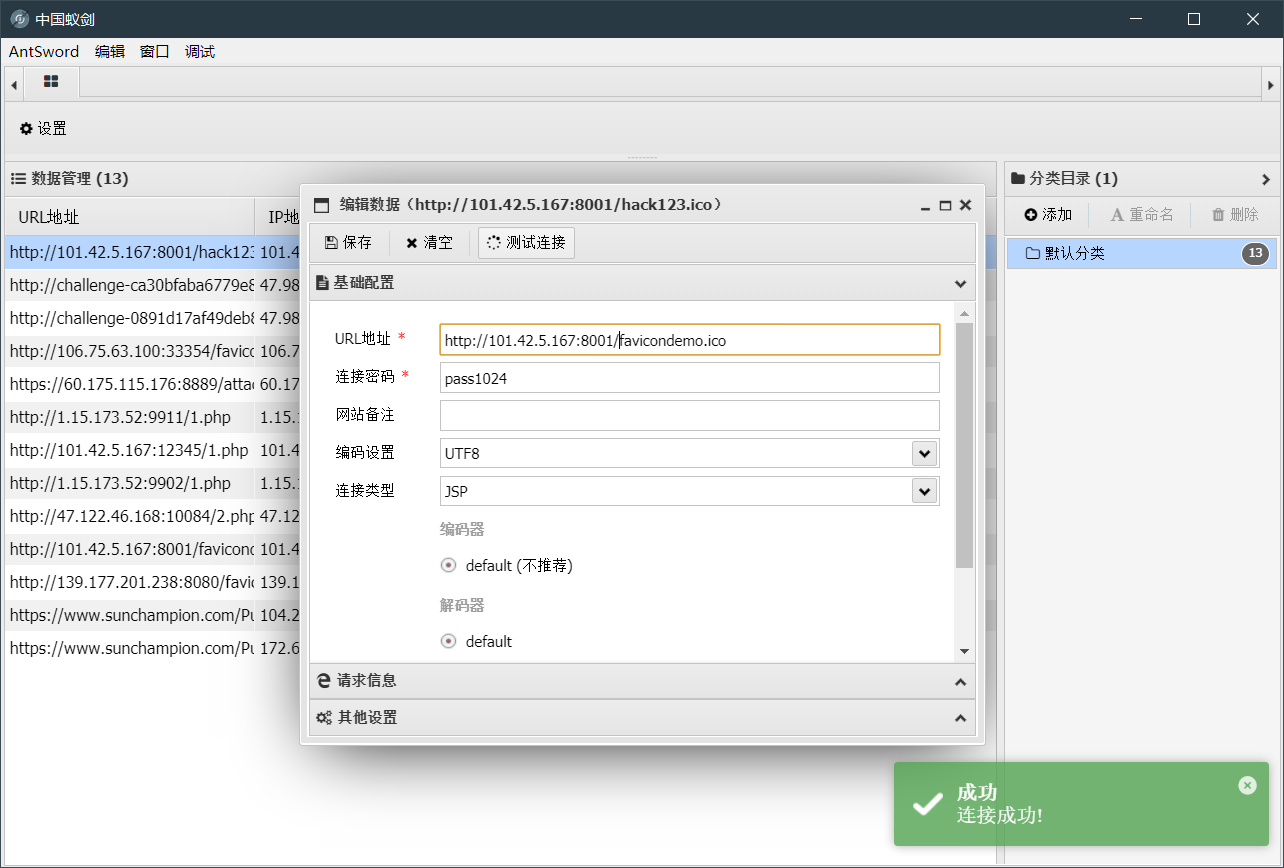 中国蚁剑
AntSword 编辑 窗口 调试
设置
数据管理 (13)
URL地址 IP地
http://101.42.5.167:8001/hack123 101.4
http://challenge-ca30bfaba6779e8 47.98
http://challenge-0891d17af49deb8 47.98
http://106.75.63.100:33354/favico 106.7
https://60.175.115.176:8889/attac 60.17
http://1.15.173.52:9911/1.php 1.15.
http://101.42.5.167:12345/1.php 101.4
http://1.15.173.52:9902/1.php 1.15.
http://47.122.46.168:10084/2.php 47.12
http://101.42.5.167:8001/favicond 101.4
http://139.177.201.238:8080/favic 139.1
https://www.sunchampion.com/Pu 104.2
https://www.sunchampion.com/Pu 172.6
编辑数据（http://101.42.5.167:8001/hack123.ico）
保存 清空 测试连接
基础配置
URL地址 * http://101.42.5.167:8001/favicondemo.ico
连接密码 * pass1024
网站备注
编码设置 UTF8
连接类型 JSP
编码器
default (不推荐)
解码器
default
请求信息
其他设置
分类目录 (1)
添加 重命名 删除
默认分类 13
成功
连接成功!